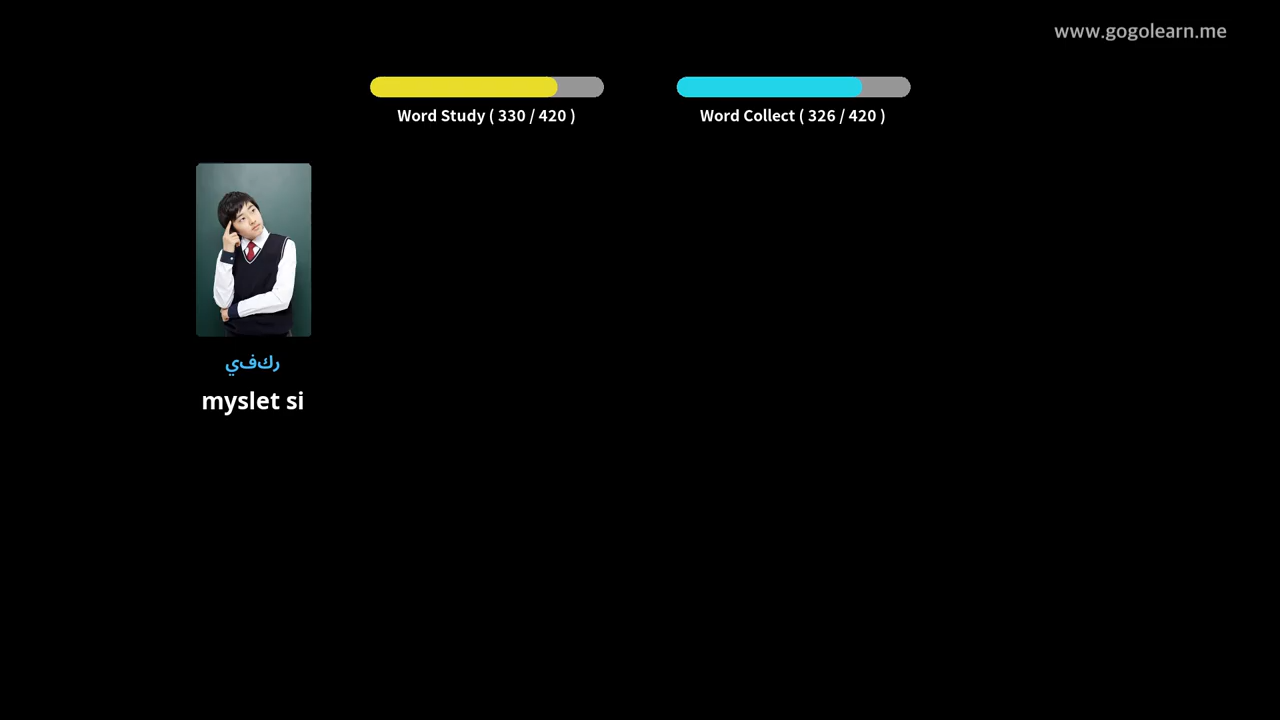 www.gogolearn.me
Word Study ( 330 / 420 )
Word Collect ( 326 / 420 )
ركفي
myslet si